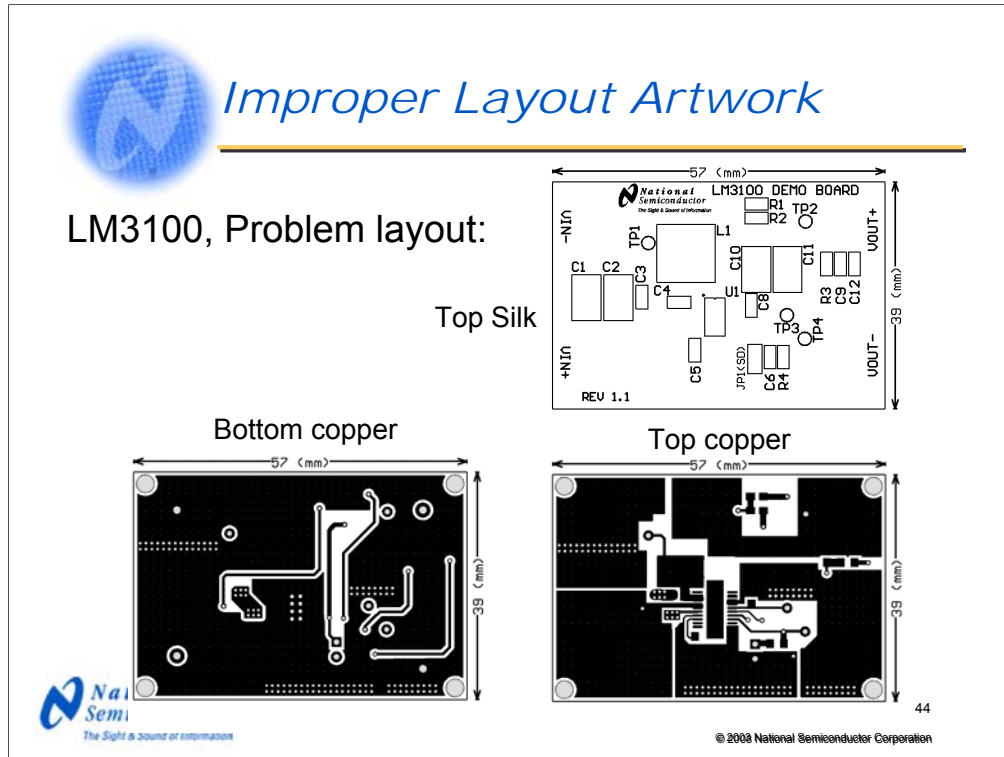 Improper Layout Artwork
LM3100, Problem layout:
Top Silk
57 (mm)
National
Semiconductor
The Sight & Sound of Information
LM3100 DEMO BOARD
R1
R2
TP2
VIN-
TP1
L1
VOUT+
C10
C11
C1
C2
C3
C4
U1
C8
R3
C9
C12
39 (mm)
TP3
TP4
VIN+
C5
JP1(SD)
C6
R4
VOUT-
REV 1.1
Bottom copper
57 (mm)
39 (mm)
Top copper
57 (mm)
39 (mm)
Na
Semi
The Sight & Sound of Information
44
© 2003 National Semiconductor Corporation